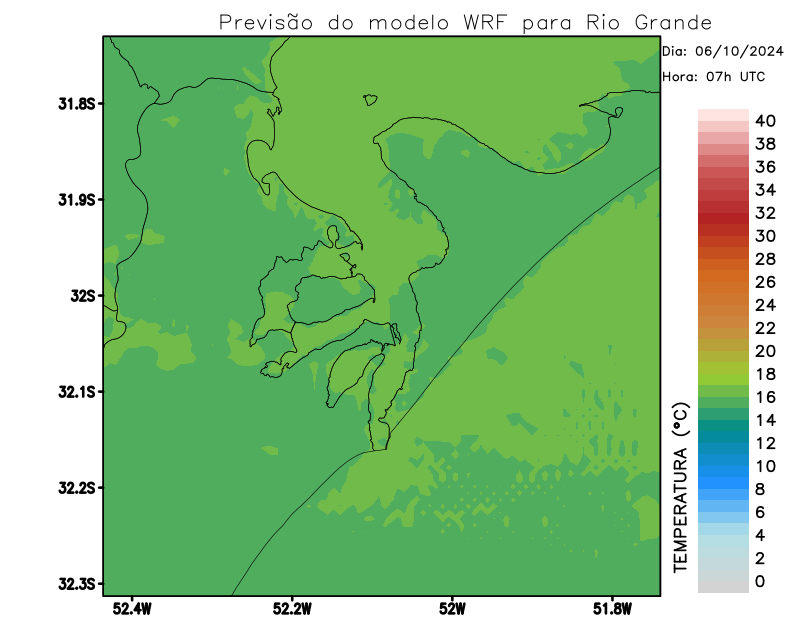 Previsão do modelo WRF para Rio Grande
Dia: 06/10/2024
Hora: 07h UTC
31.8S
31.9S
32S
32.1S
32.2S
32.3S
52.4W
52.2W
52W
51.8W
TEMPERATURA (°C)
40
38
36
34
32
30
28
26
24
22
20
18
16
14
12
10
8
6
4
2
0